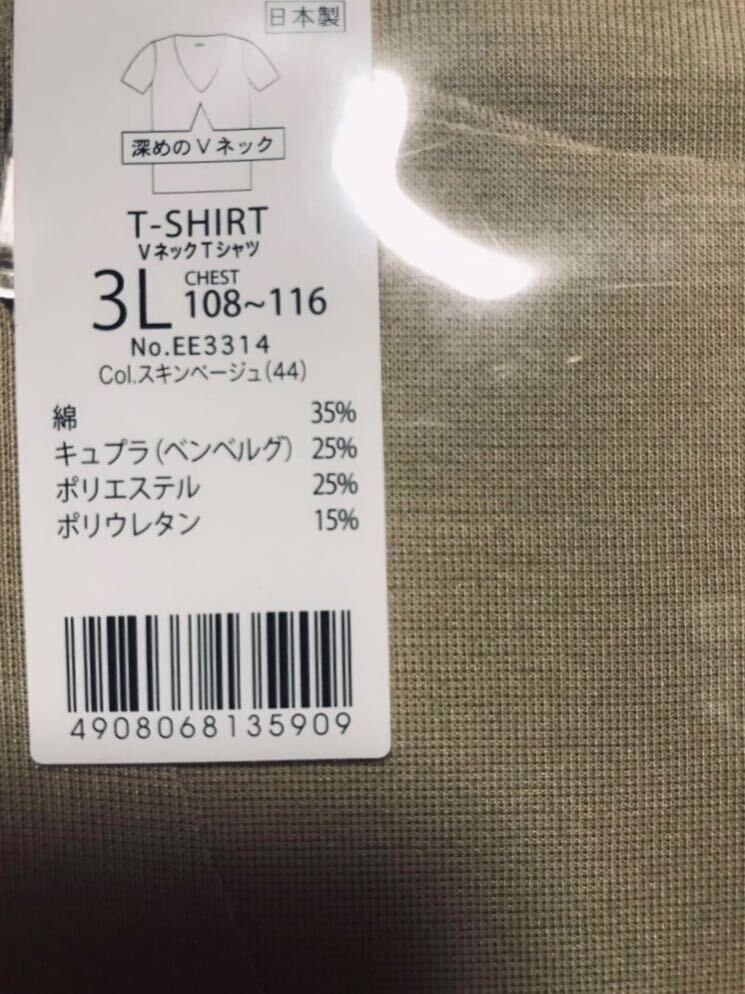 日本製
深めのVネック
T-SHIRT
VネックTシャツ
3L CHEST 108~116
No.EE3314
Col.スキンベージュ(44)
綿 35%
キュプラ(ベンベルグ) 25%
ポリエステル 25%
ポリウレタン 15%
4908068135909